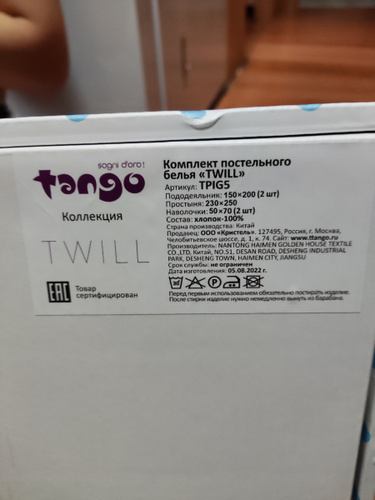 sogni d'oro!
tango
Коллекция
TWILL
EAC
Товар
сертифицирован
Комплект постельного
белья «TWILL»
Артикул: TPIG5
Пододеяльник: 150×200 (2 шт)
Простыня: 230×250
Наволочки: 50×70 (2 шт)
Состав: хлопок-100%
Страна производства: Китай
Продавец: ООО «Кристель». 127495, Россия, г. Москва,
Челобитьевское шоссе, д. 1, к. 74. Сайт: www.tango.ru
Производитель: NANTONG HAIMEN GOLDEN HOUSE TEXTILE
CO, LTD, Китай, NO.51, DESAN ROAD, DESHENG INDUSTRIAL
PARK, DESHENG TOWN, HAIMEN CITY, JIANGSU
Срок службы: не ограничен
Дата изготовления: 05.08.2022 г.
Перед первым использованием обязательно постирать изделие.
После стирки изделие нужно немедленно вынуть из барабана.